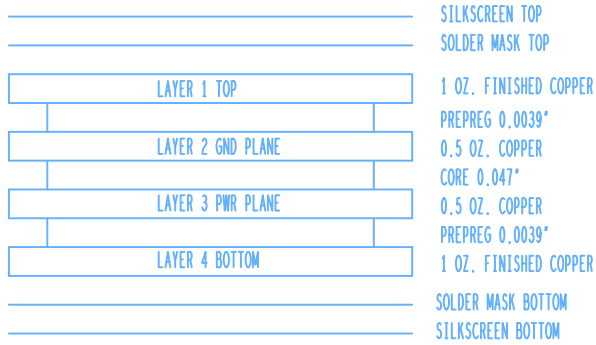 SILKSCREEN TOP
SOLDER MASK TOP
LAYER 1 TOP
1 OZ. FINISHED COPPER
PREPREG 0.0039"
LAYER 2 GND PLANE
0.5 OZ. COPPER
CORE 0.047"
LAYER 3 PWR PLANE
0.5 OZ. COPPER
PREPREG 0.0039"
LAYER 4 BOTTOM
1 OZ. FINISHED COPPER
SOLDER MASK BOTTOM
SILKSCREEN BOTTOM